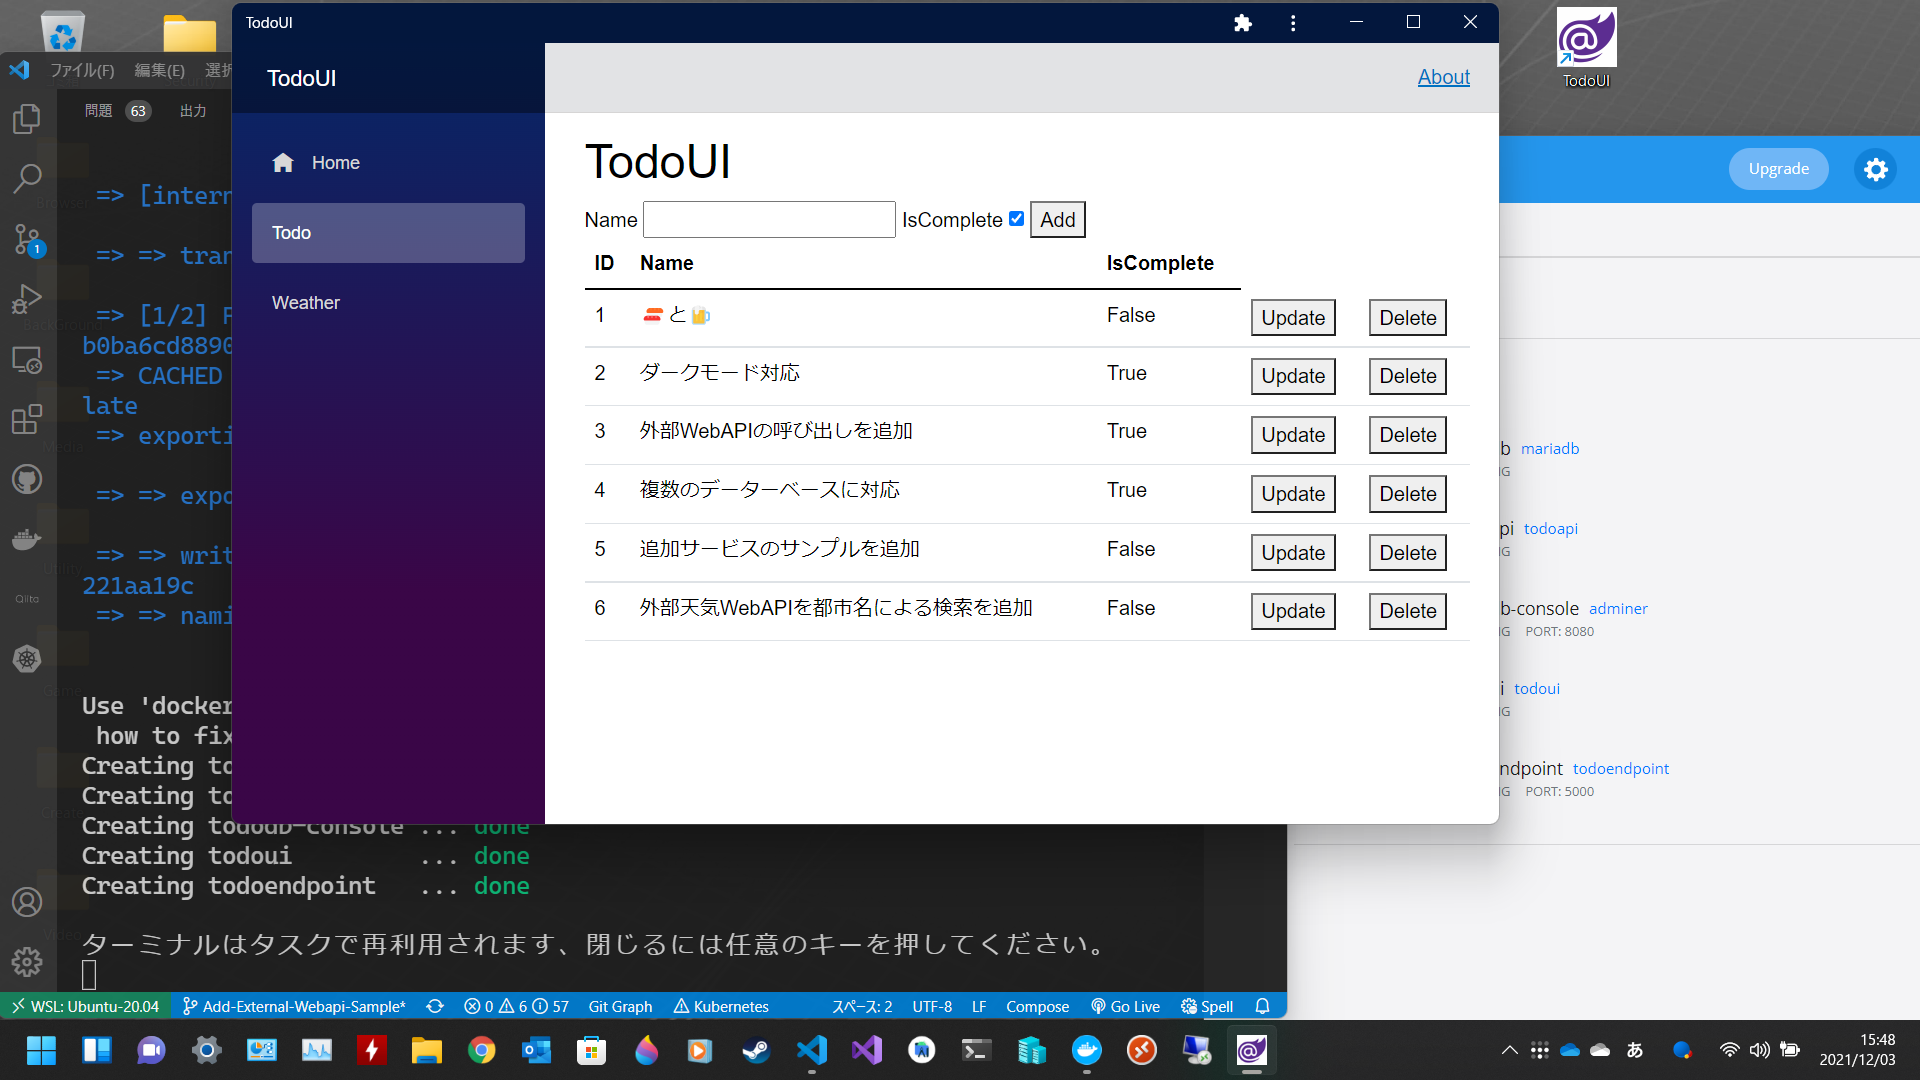 TodoUI
TodoUI
About
Home
Todo
Weather
TodoUI
Name IsComplete Add
ID Name IsComplete
1 🍣と🍺 False Update Delete
2 ダークモード対応 True Update Delete
3 外部WebAPIの呼び出しを追加 True Update Delete
4 複数のデーターベースに対応 True Update Delete
5 追加サービスのサンプルを追加 False Update Delete
6 外部天気WebAPIを都市名による検索を追加 False Update Delete
TodoUI
ファイル(F) 編集(E) 選択
問題 63 出力
1
=> [intern
=> => tran
=> [1/2] F
b0ba6cd8890
=> CACHED
late
=> exporti
=> => expo
=> => writ
221aa19c
=> => nami
Use 'docker
how to fix
Creating to
Creating to
Creating tododb-console ... done
Creating todoui ... done
Creating todoendpoint ... done
ターミナルはタスクで再利用されます、閉じるには任意のキーを押してください。
Qiita
Upgrade
b mariadb
NG
pi todoapi
NG
b-console adminer
NG PORT: 8080
i todoui
NG
ndpoint todoendpoint
NG PORT: 5000
WSL: Ubuntu-20.04 Add-External-Webapi-Sample* 0 6 57 Git Graph Kubernetes スペース: 2 UTF-8 LF Compose Go Live Spell
あ
15:48
2021/12/03